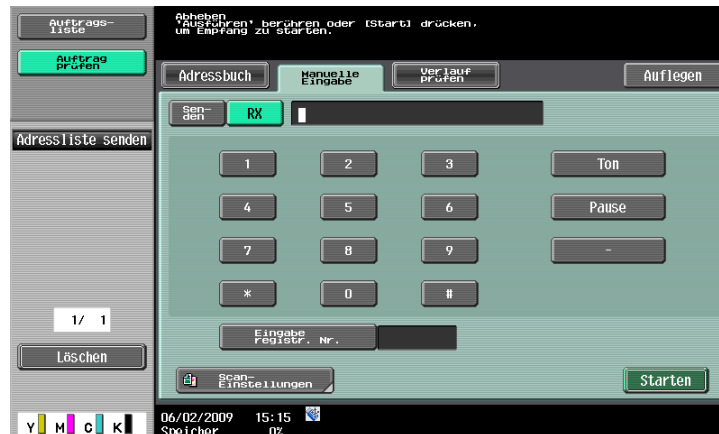 Auftrags-
liste
Auftrag
prüfen
Adressliste senden
1/ 1
Löschen
Y M C K
Abheben
'Ausführen' berühren oder [Start] drücken,
um Empfang zu starten.
Adressbuch
Manuelle
Eingabe
Verlauf
prüfen
Auflegen
Sen-
den
RX
1 2 3 Ton
4 5 6 Pause
7 8 9 -
* 0 #
Eingabe
registr. Nr.
Scan-
Einstellungen
Starten
06/02/2009 15:15
Speicher 0%